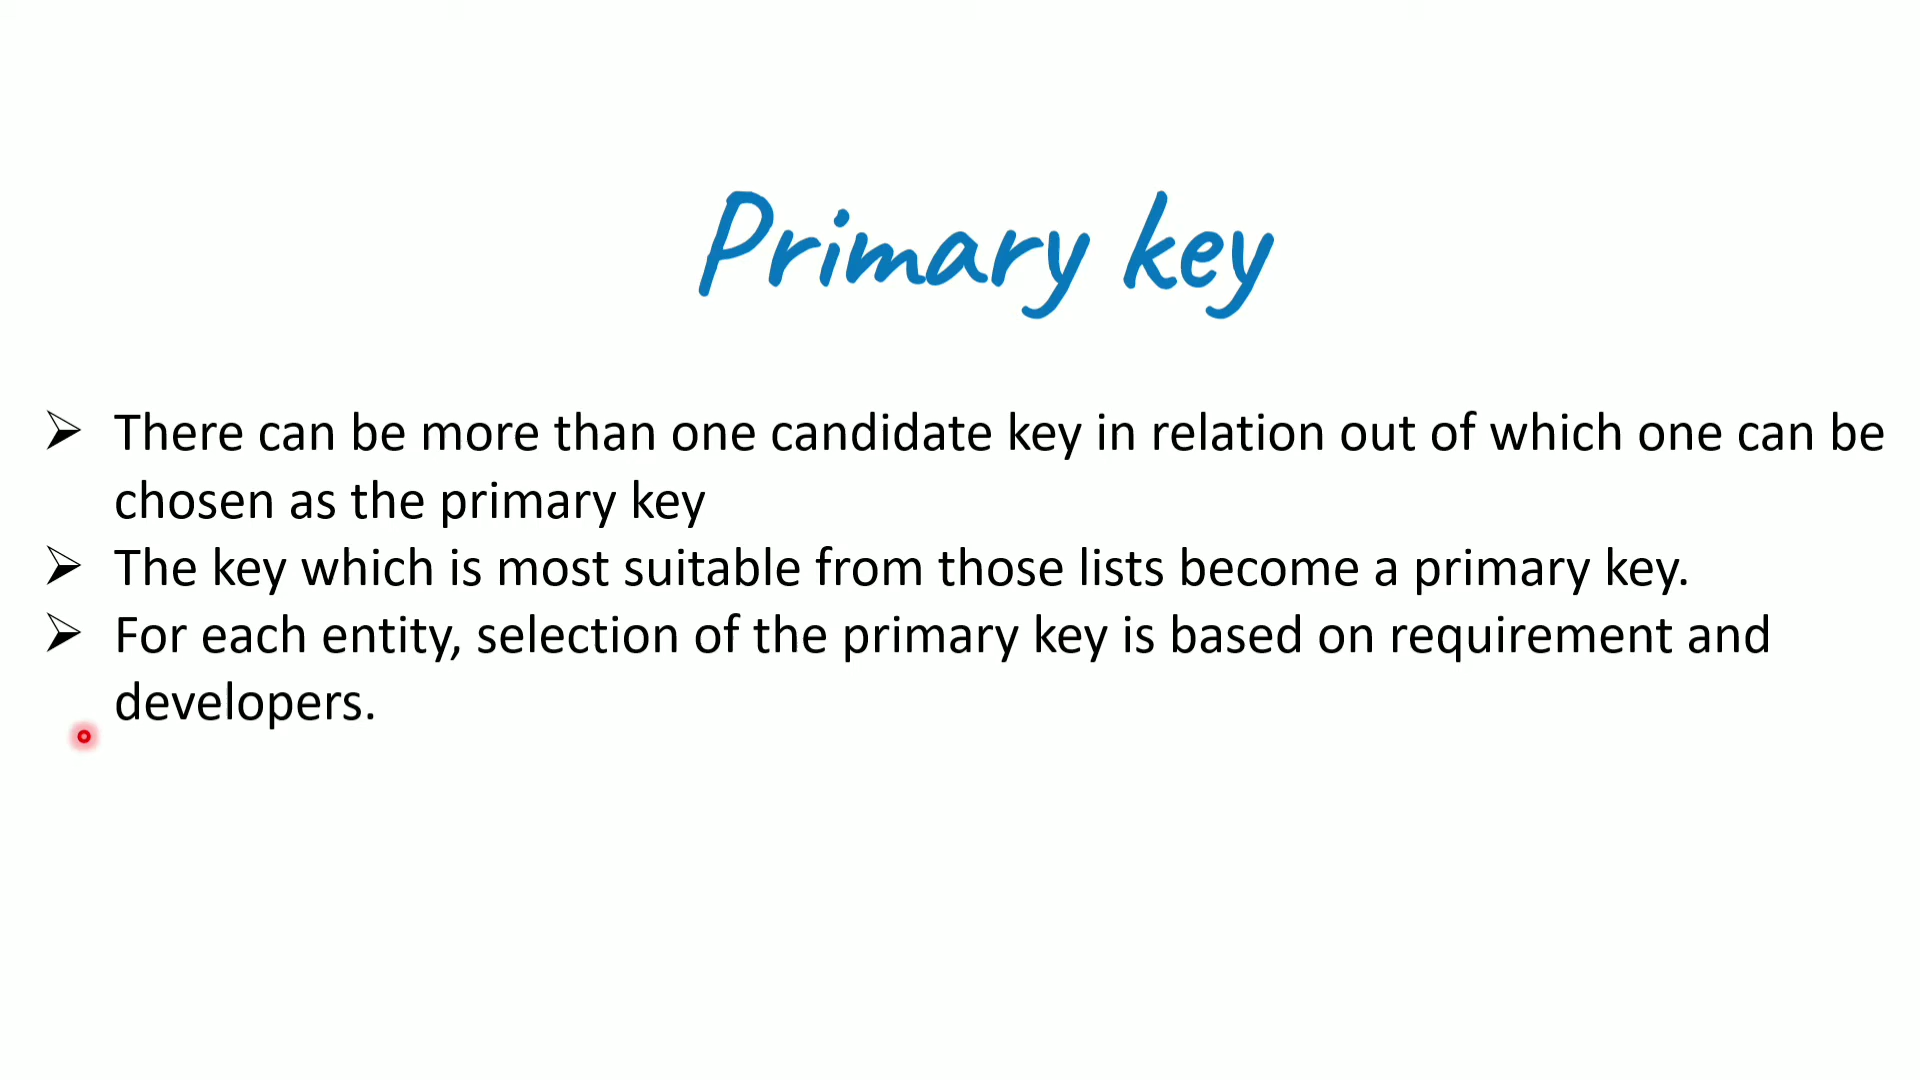 Primary key
➢ There can be more than one candidate key in relation out of which one can be
chosen as the primary key
➢ The key which is most suitable from those lists become a primary key.
➢ For each entity, selection of the primary key is based on requirement and
developers.